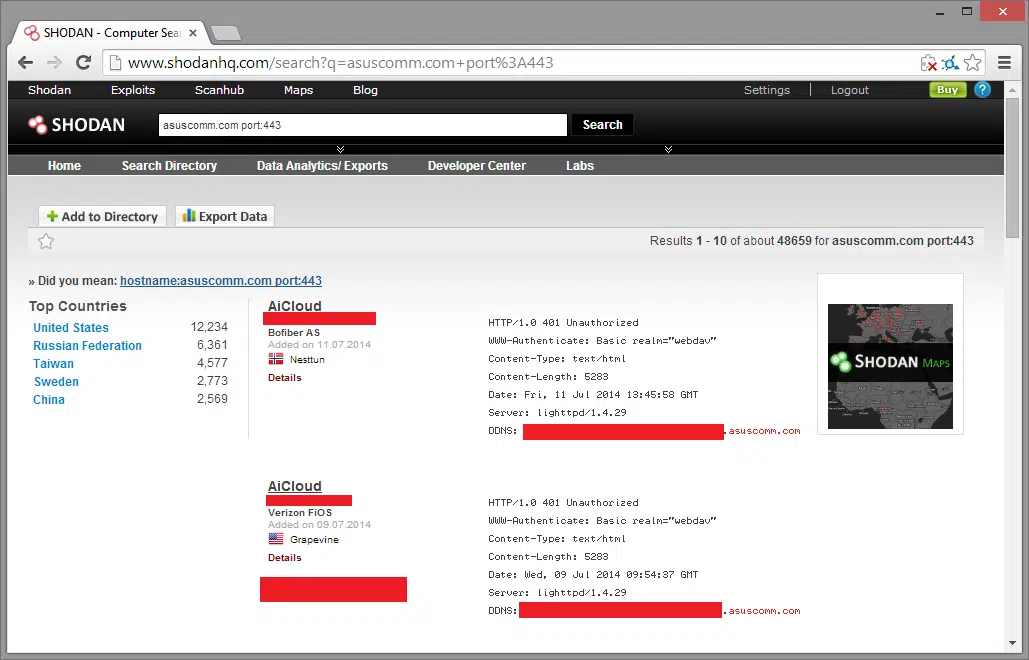 SHODAN - Computer Sea
www.shodanhq.com/search?q=asuscomm.com+port%3A443
Shodan Exploits Scanhub Maps Blog Settings Logout Buy ?
SHODAN asuscomm.com port:443 Search
Home Search Directory Data Analytics/ Exports Developer Center Labs
Add to Directory Export Data
Results 1 - 10 of about 48659 for asuscomm.com port:443
» Did you mean: hostname:asuscomm.com port:443
Top Countries
United States 12,234
Russian Federation 6,361
Taiwan 4,577
Sweden 2,773
China 2,569
AiCloud
Bofiber AS
Added on 11.07.2014
Nesttun
Details
HTTP/1.0 401 Unauthorized
WWW-Authenticate: Basic realm="webdav"
Content-Type: text/html
Content-Length: 5283
Date: Fri, 11 Jul 2014 13:45:58 GMT
Server: lighttpd/1.4.29
DDNS: .asuscomm.com
SHODAN MAPS
AiCloud
Verizon FiOS
Added on 09.07.2014
Grapevine
Details
HTTP/1.0 401 Unauthorized
WWW-Authenticate: Basic realm="webdav"
Content-Type: text/html
Content-Length: 5283
Date: Wed, 09 Jul 2014 09:54:37 GMT
Server: lighttpd/1.4.29
DDNS: .asuscomm.com